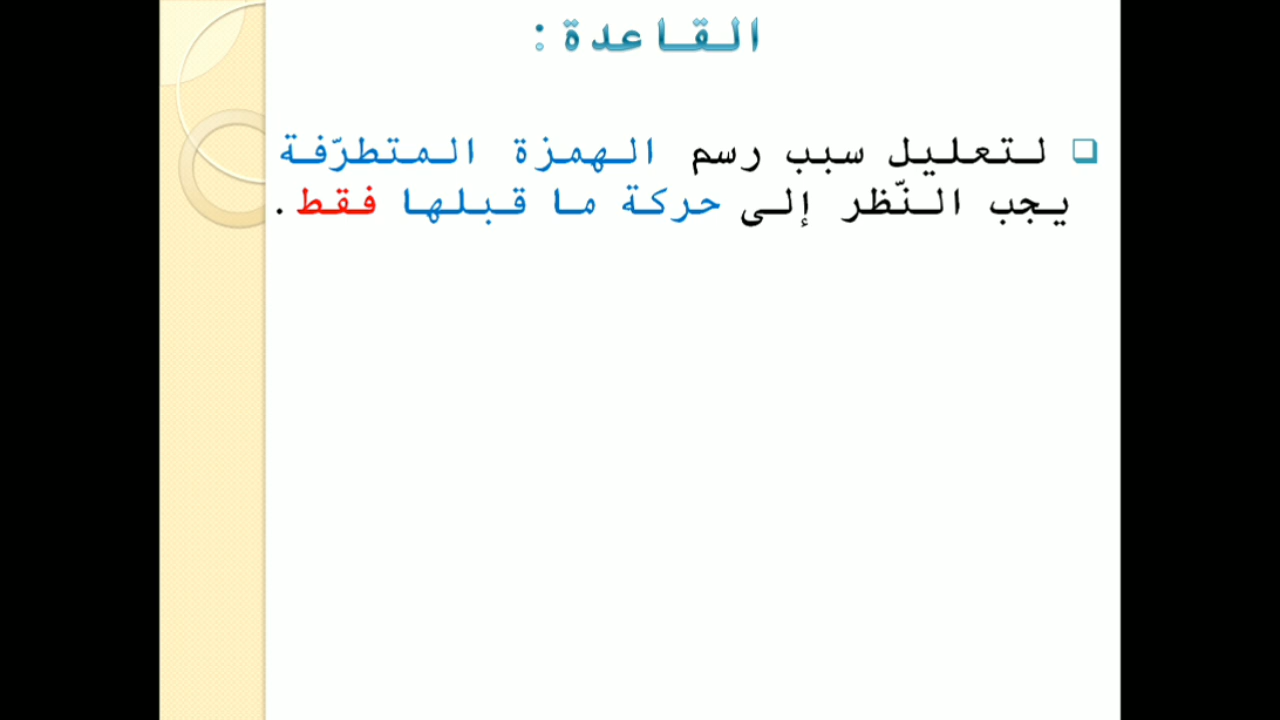 القاعدة :
لتعليل سبب رسم الهمزة المتطرّفة
يجب النّظر إلى حركة ما قبلها فقط .